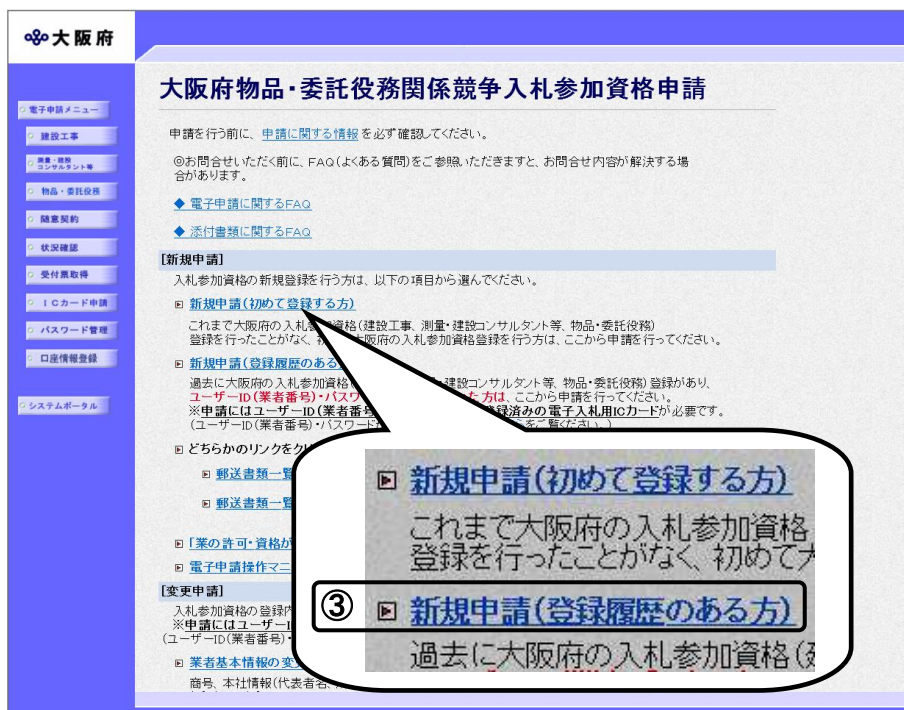 大阪府
電子申請メニュー
建設工事
測量・建設
コンサルタント等
物品・委託役務
随意契約
状況確認
受付票取得
ICカード申請
パスワード管理
口座情報登録
システムポータル
大阪府物品・委託役務関係競争入札参加資格申請
申請を行う前に、申請に関する情報を必ず確認してください。
◎お問合せいただく前に、FAQ(よくある質問)をご参照いただきますと、お問合せ内容が解決する場
合があります。
◆ 電子申請に関するFAQ
◆ 添付書類に関するFAQ
[新規申請]
入札参加資格の新規登録を行う方は、以下の項目から選んでください。
新規申請(初めて登録する方)
これまで大阪府の入札 資格(建設工事、測量・建設コンサルタント等、物品・委託役務)
登録を行ったことがなく、 大阪府の入札参加資格登録を行う方は、ここから申請を行ってください。
新規申請(登録履歴のある
過去に大阪府の入札参加資格( ・建設コンサルタント等、物品・委託役務)登録があり、
ユーザーID(業者番号)・パスワ た方は、ここから申請を行ってください。
※申請にはユーザーID(業者番号 登録済みの電子入札用ICカードが必要です。
(ユーザーID(業者番号)・パスワード をご覧ください。)
どちらかのリンクをク
郵送書類一覧
郵送書類一覧
「業の許可・資格が
電子申請操作マニ
[変更申請]
入札参加資格の登録内
※申請にはユーザーI
(ユーザーID(業者番号)・
業者基本情報の変
商号、本社情報(代表者名、
新規申請(初めて登録する方)
これまで大阪府の入札参加資格
登録を行ったことがなく、初めて
③ 新規申請(登録履歴のある方)
過去に大阪府の入札参加資格(